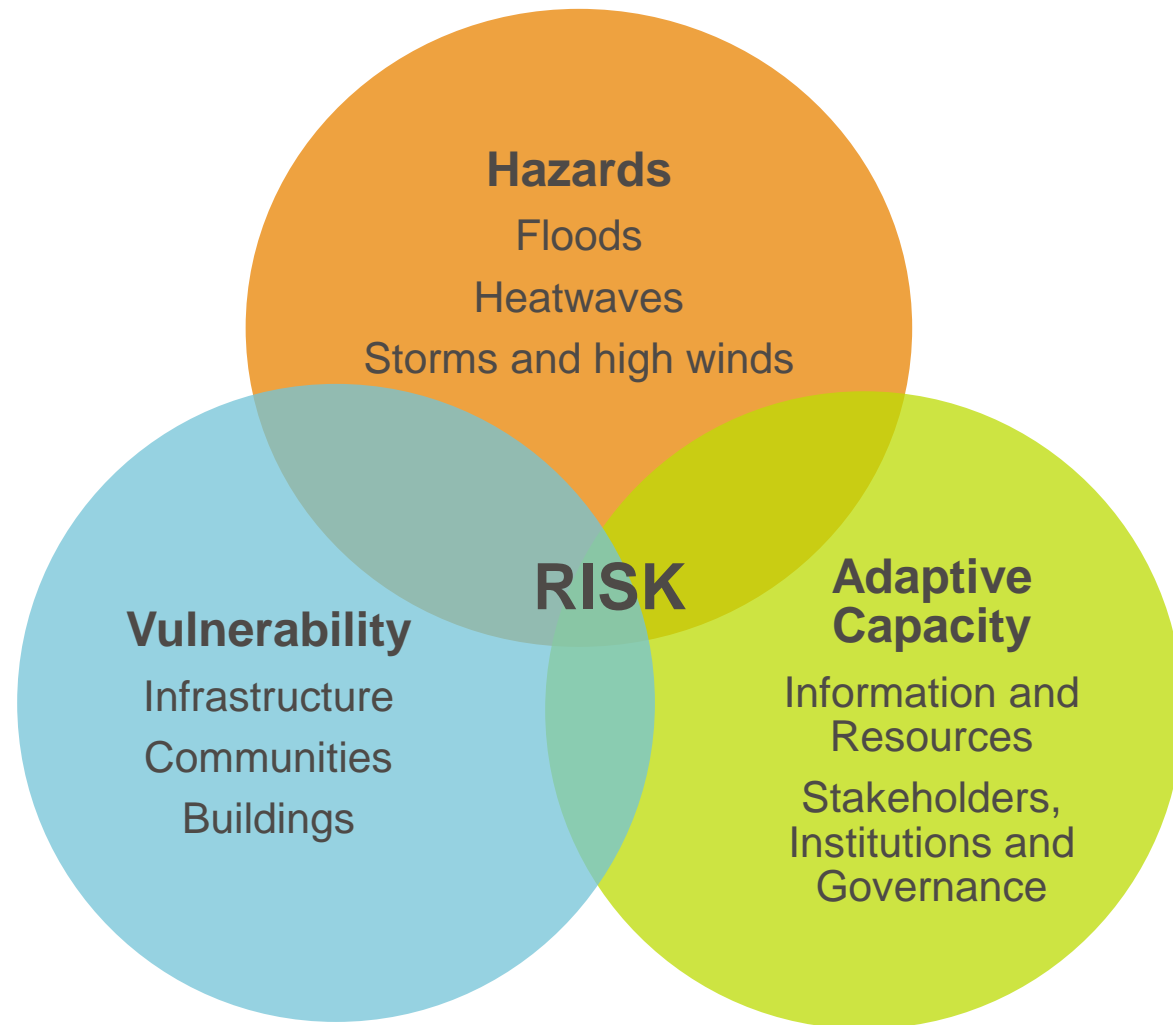 Hazards
Floods
Heatwaves
Storms and high winds
RISK
Vulnerability
Infrastructure
Communities
Buildings
Adaptive
Capacity
Information and
Resources
Stakeholders,
Institutions and
Governance